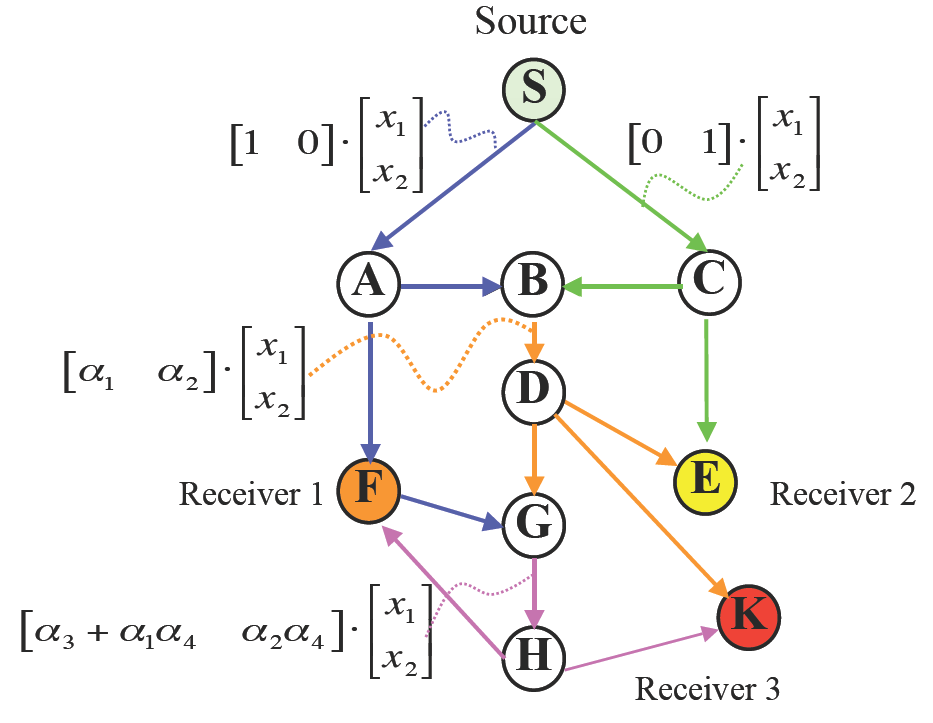 Source
S
[1 0]·[x₁ x₂]
[0 1]·[x₁ x₂]
A
B
C
[α₁ α₂]·[x₁ x₂]
D
Receiver 1
F
E
Receiver 2
G
[α₃ + α₁α₄ α₂α₄]·[x₁ x₂]
H
K
Receiver 3